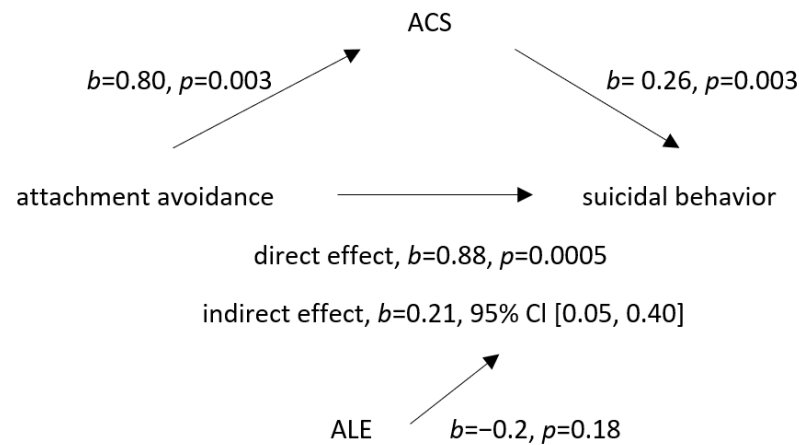 ACS
b=0.80, p=0.003
b= 0.26, p=0.003
attachment avoidance
suicidal behavior
direct effect, b=0.88, p=0.0005
indirect effect, b=0.21, 95% Cl [0.05, 0.40]
ALE
b=−0.2, p=0.18